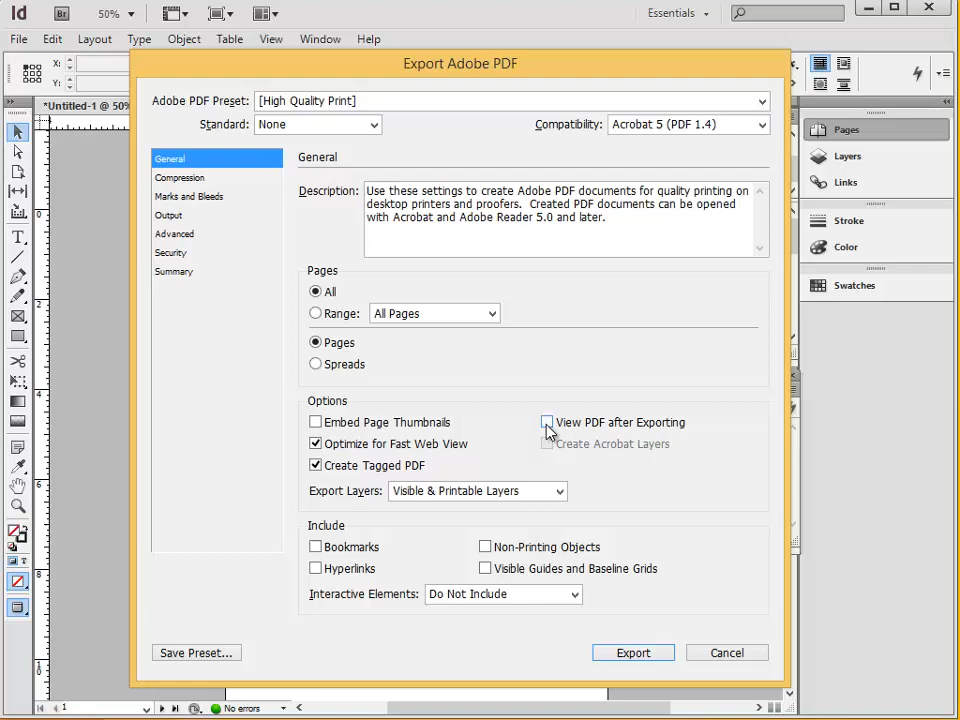 Id Br 50% Essentials
File Edit Layout Type Object Table View Window Help
X:
Y:
*Untitled-1 @ 50%
Export Adobe PDF
Adobe PDF Preset: [High Quality Print]
Standard: None Compatibility: Acrobat 5 (PDF 1.4)
General
Compression
Marks and Bleeds
Output
Advanced
Security
Summary
General
Description: Use these settings to create Adobe PDF documents for quality printing on
desktop printers and proofers. Created PDF documents can be opened
with Acrobat and Adobe Reader 5.0 and later.
Pages
All
Range: All Pages
Pages
Spreads
Options
Embed Page Thumbnails View PDF after Exporting
Optimize for Fast Web View Create Acrobat Layers
Create Tagged PDF
Export Layers: Visible & Printable Layers
Include
Bookmarks Non-Printing Objects
Hyperlinks Visible Guides and Baseline Grids
Interactive Elements: Do Not Include
Save Preset... Export Cancel
Pages
Layers
Links
Stroke
Color
Swatches
0
2
4
6
8
10
1 No errors